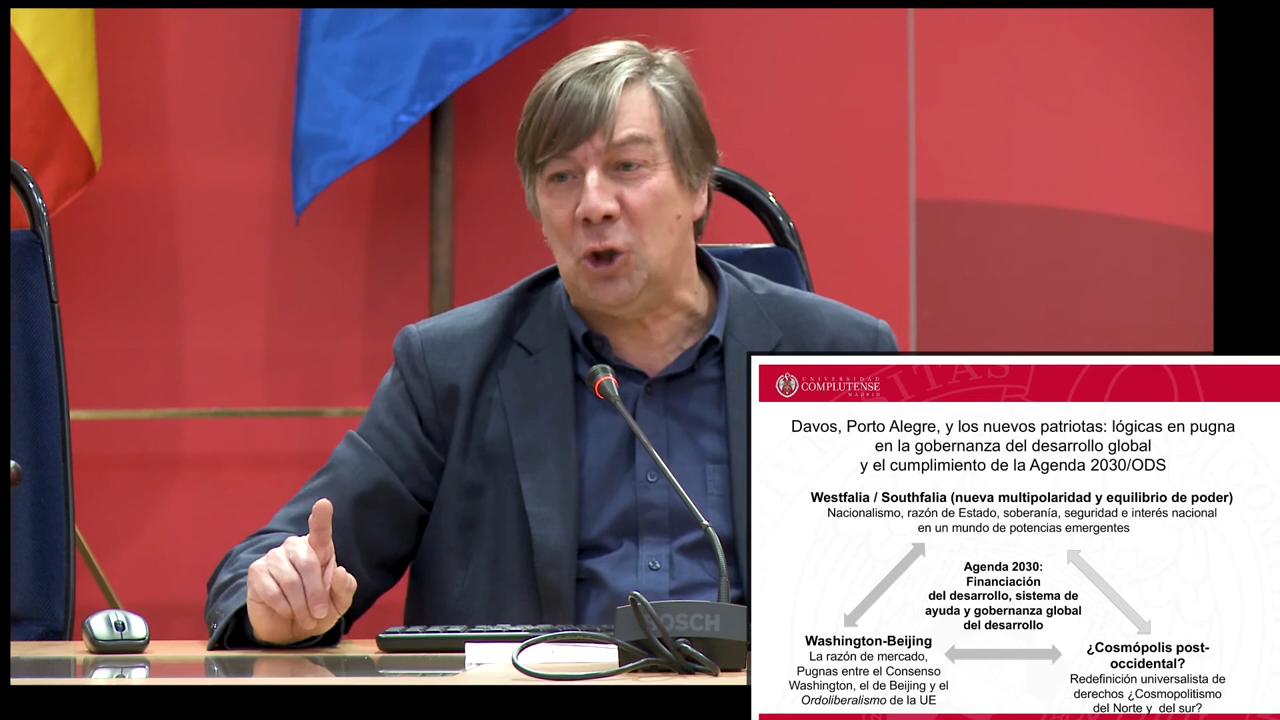 UNIVERSIDAD
COMPLUTENSE
MADRID
Davos, Porto Alegre, y los nuevos patriotas: lógicas en pugna
en la gobernanza del desarrollo global
y el cumplimiento de la Agenda 2030/ODS
Westfalia / Southfalia (nueva multipolaridad y equilibrio de poder)
Nacionalismo, razón de Estado, soberanía, seguridad e interés nacional
en un mundo de potencias emergentes
Agenda 2030:
Financiación
del desarrollo, sistema de
ayuda y gobernanza global
del desarrollo
Washington-Beijing
La razón de mercado,
Pugnas entre el Consenso
Washington, el de Beijing y el
Ordoliberalismo de la UE
¿Cosmópolis post-
occidental?
Redefinición universalista de
derechos ¿Cosmopolitismo
del Norte y del sur?
BOSCH